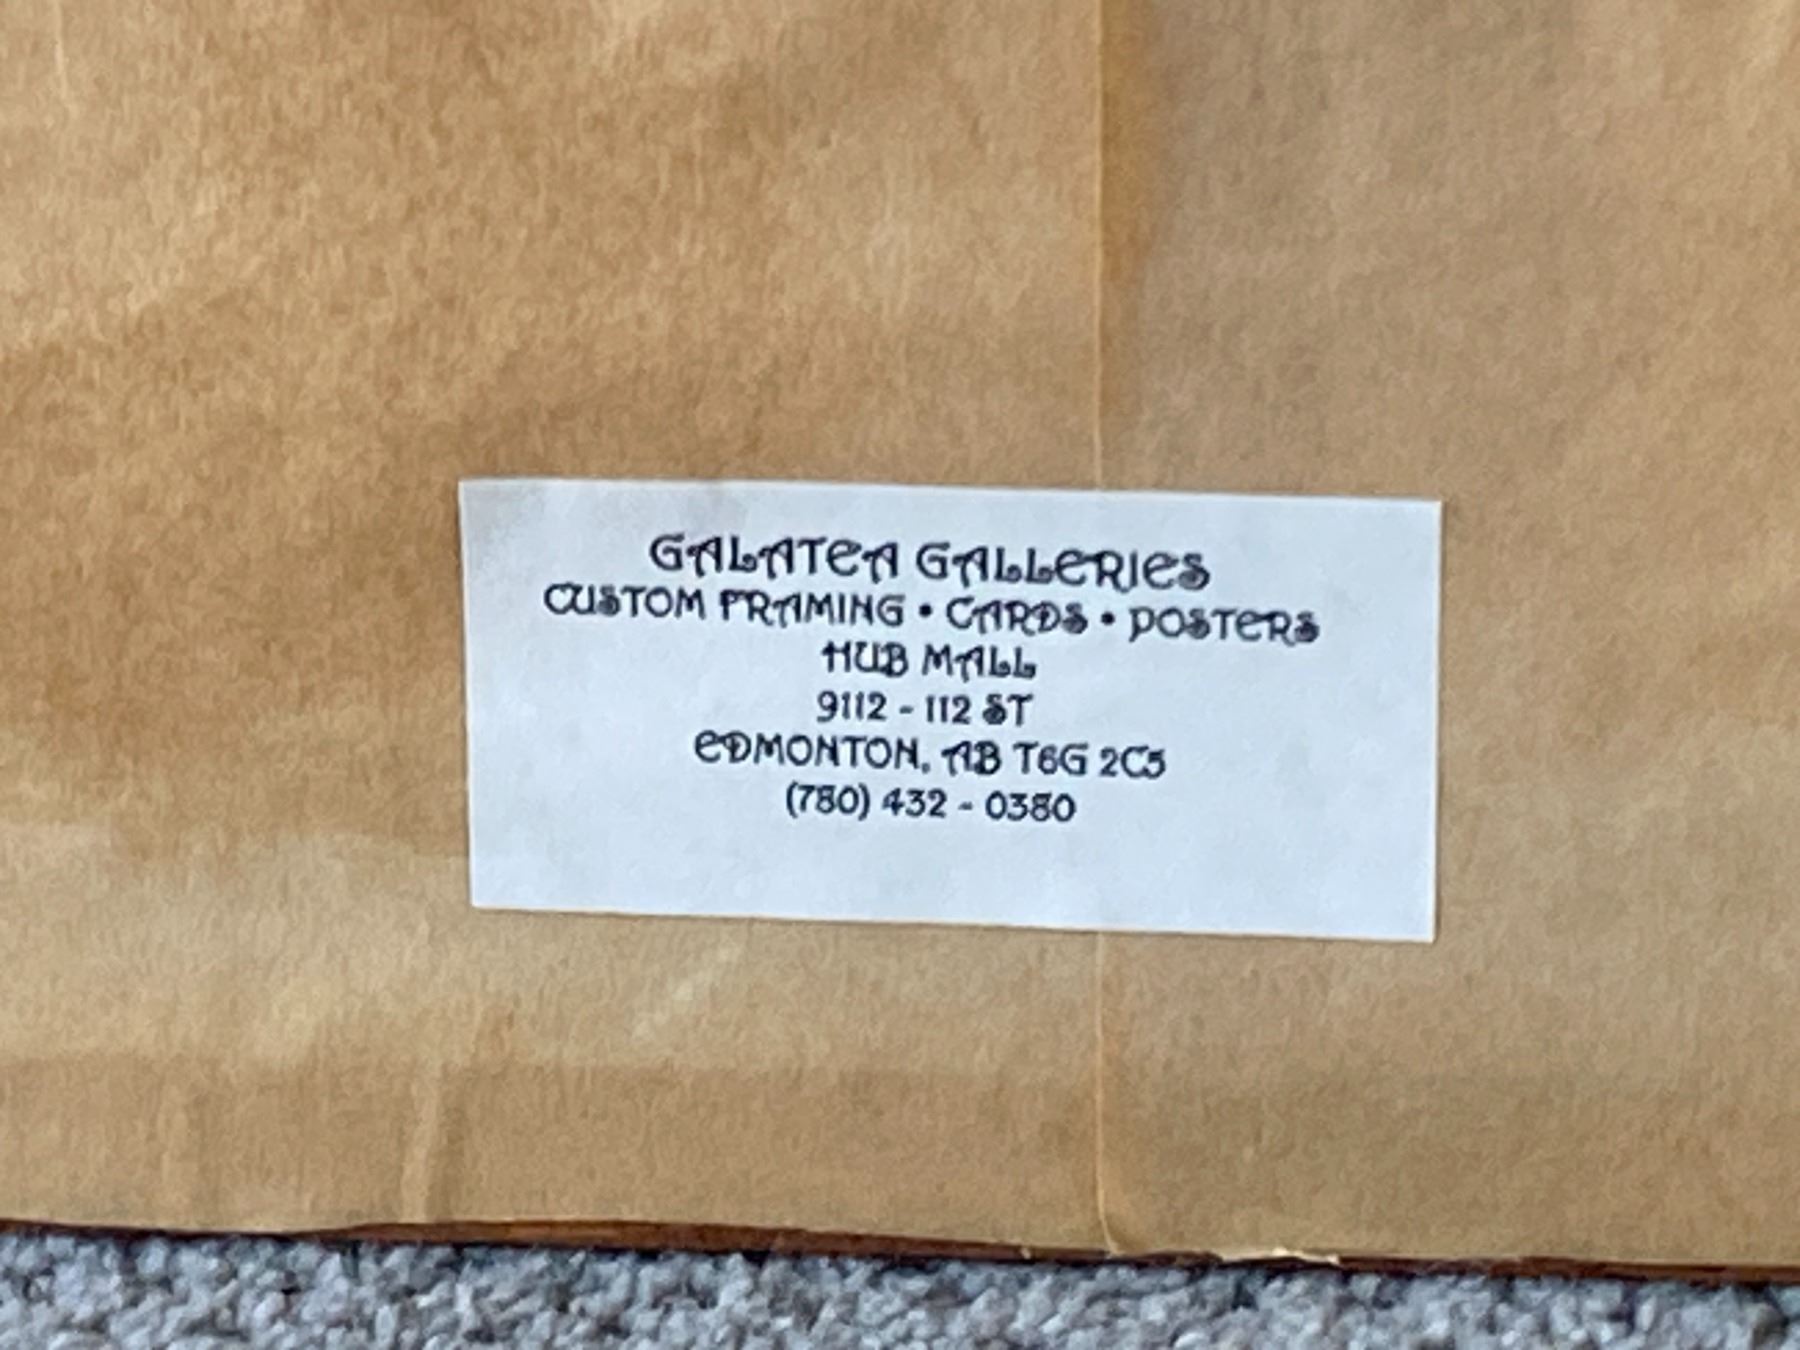 GALATEA GALLERIES
CUSTOM FRAMING • CARDS • POSTERS
HUB MALL
9112 - 112 ST
EDMONTON, AB T6G 2C5
(780) 432 - 0380